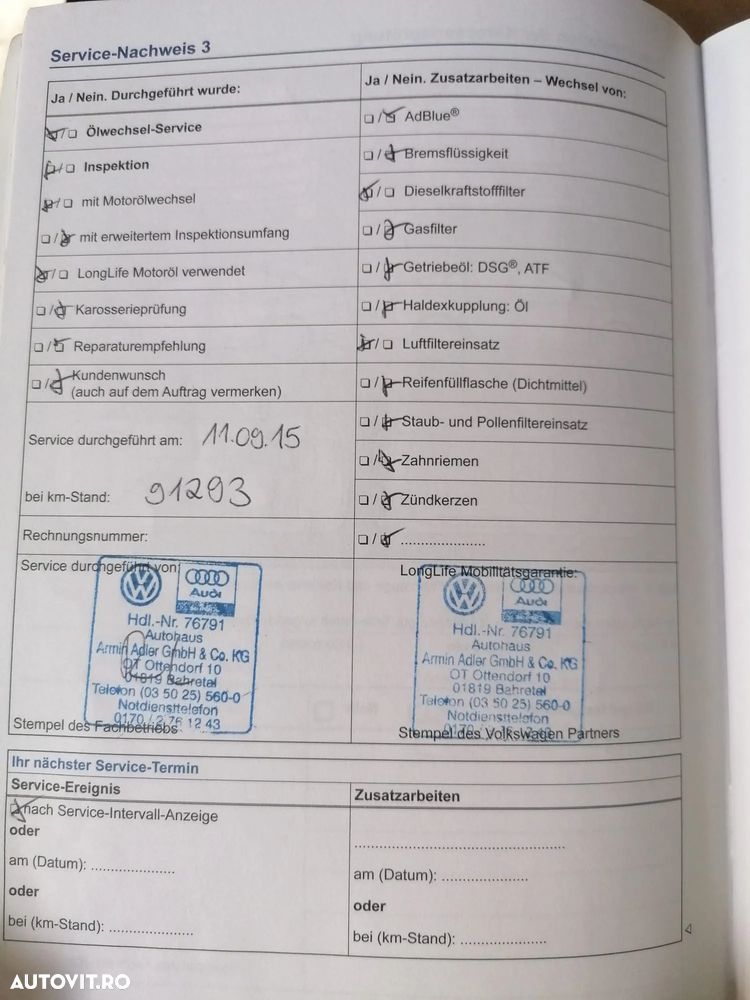 Service-Nachweis 3
Ja / Nein. Durchgeführt wurde:
Ölwechsel-Service
Inspektion
mit Motorölwechsel
mit erweitertem Inspektionsumfang
LongLife Motoröl verwendet
Karosserieprüfung
Reparaturempfehlung
Kundenwunsch
(auch auf dem Auftrag vermerken)
Service durchgeführt am: 11.09.15
bei km-Stand: 91293
Rechnungsnummer:
Ja / Nein. Zusatzarbeiten – Wechsel von:
AdBlue®
Bremsflüssigkeit
Dieselkraftstofffilter
Gasfilter
Getriebeöl: DSG®, ATF
Haldexkupplung: Öl
Luftfiltereinsatz
Reifenfüllflasche (Dichtmittel)
Staub- und Pollenfiltereinsatz
Zahnriemen
Zündkerzen
......................
Service durchgeführt von:
Audi
Hdl.-Nr. 76791
Autohaus
Armin Adler GmbH & Co. KG
OT Ottendorf 10
01819 Bahretal
Telefon (03 50 25) 560-0
Notdiensttelefon
0170 / 2 76 12 43
Stempel des Fachbetriebs
LongLife Mobilitätsgarantie:
Audi
Hdl.-Nr. 76791
Autohaus
Armin Adler GmbH & Co. KG
OT Ottendorf 10
01819 Bahretal
Telefon (03 50 25) 560-0
Notdiensttelefon
Stempel des Volkswagen Partners
Ihr nächster Service-Termin
Service-Ereignis
nach Service-Intervall-Anzeige
oder
am (Datum): ......................
oder
bei (km-Stand): ......................
Zusatzarbeiten
......................................................
am (Datum): ......................
oder
bei (km-Stand): ......................
AUTOVIT.RO